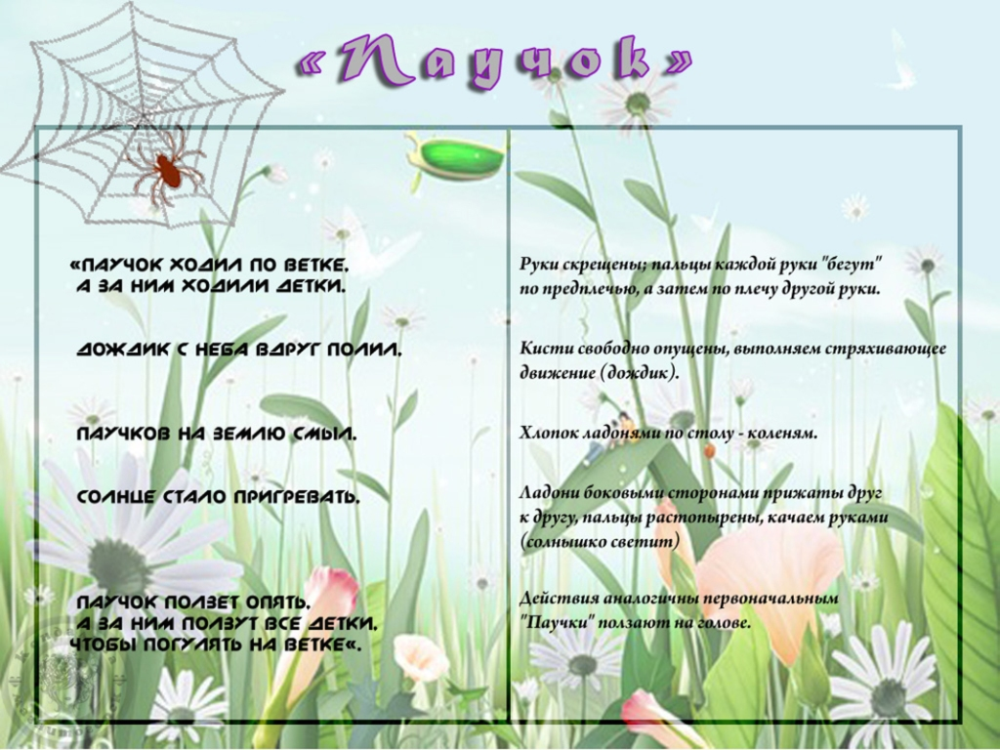 «Паучок»
«ПАУЧОК ХОДИЛ ПО ВЕТКЕ,
А ЗА НИМ ХОДИЛИ ДЕТКИ.
Руки скрещены; пальцы каждой руки "бегут"
по предплечью, а затем по плечу другой руки.
ДОЖДИК С НЕБА ВДРУГ ПОЛИЛ,
Кисти свободно опущены, выполняем стряхивающее
движение (дождик).
ПАУЧКОВ НА ЗЕМЛЮ СМЫЛ.
Хлопок ладонями по столу - коленям.
СОЛНЦЕ СТАЛО ПРИГРЕВАТЬ,
Ладони боковыми сторонами прижаты друг
к другу, пальцы растопырены, качаем руками
(солнышко светит)
ПАУЧОК ПОЛЗЕТ ОПЯТЬ,
А ЗА НИМ ПОЛЗУТ ВСЕ ДЕТКИ,
ЧТОБЫ ПОГУЛЯТЬ НА ВЕТКЕ«.
Действия аналогичны первоначальным
"Паучки" ползают на голове.